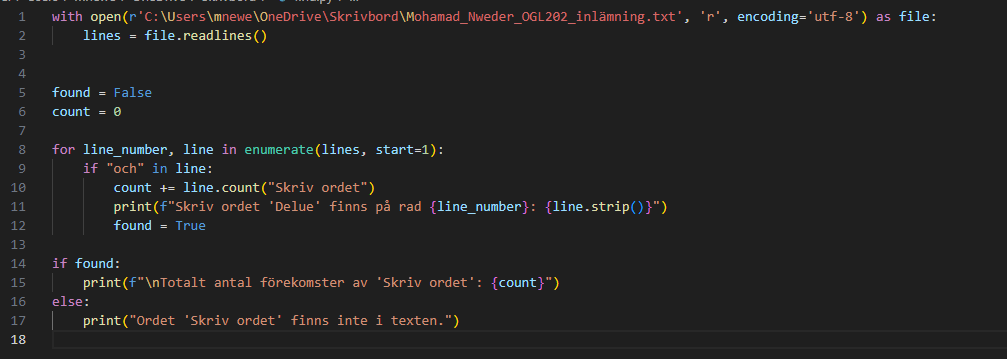 1 with open(r'C:\Users\mnewe\OneDrive\Skrivbord\Mohamad_Nweder_OGL202_inlämning.txt', 'r', encoding='utf-8') as file:
2     lines = file.readlines()
3
4
5 found = False
6 count = 0
7
8 for line_number, line in enumerate(lines, start=1):
9     if "och" in line:
10         count += line.count("Skriv ordet")
11         print(f"Skriv ordet 'Delue' finns på rad {line_number}: {line.strip()}")
12         found = True
13
14 if found:
15     print(f"\nTotalt antal förekomster av 'Skriv ordet': {count}")
16 else:
17     print("Ordet 'Skriv ordet' finns inte i texten.")
18